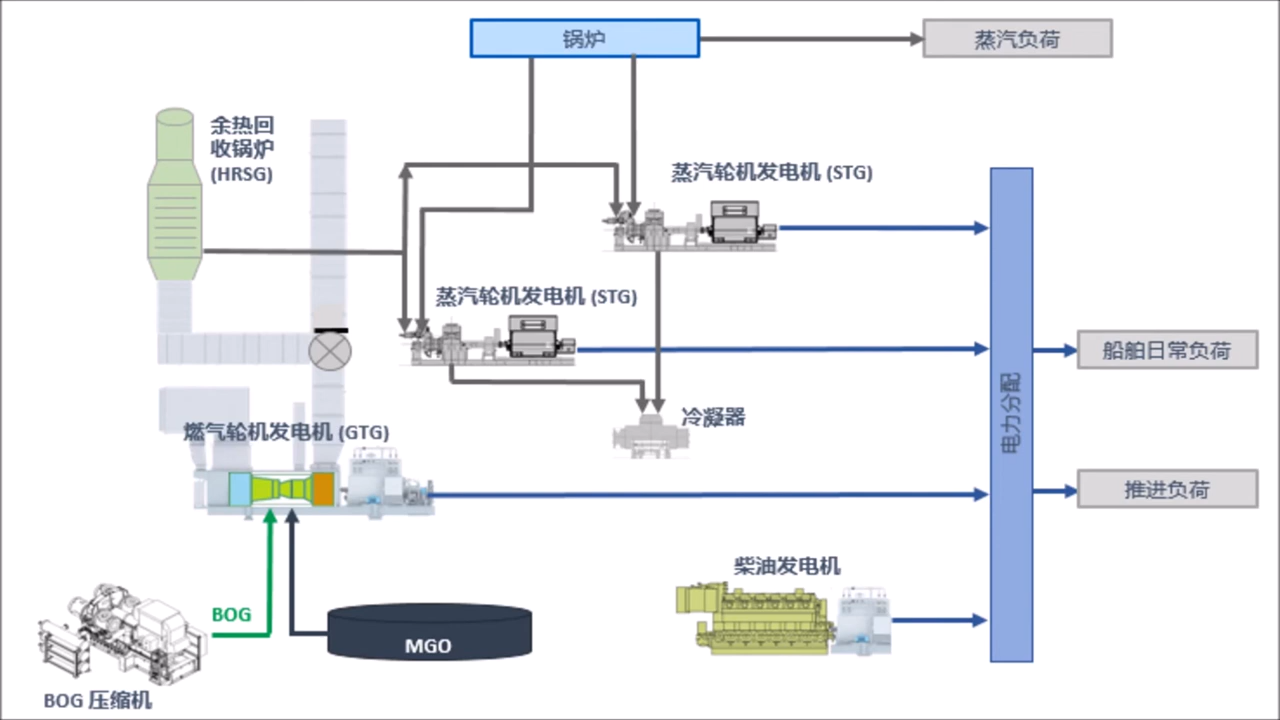 锅炉
蒸汽负荷
余热回
收锅炉
(HRSG)
蒸汽轮机发电机 (STG)
蒸汽轮机发电机 (STG)
船舶日常负荷
电力分配
冷凝器
燃气轮机发电机 (GTG)
推进负荷
柴油发电机
BOG
MGO
BOG 压缩机